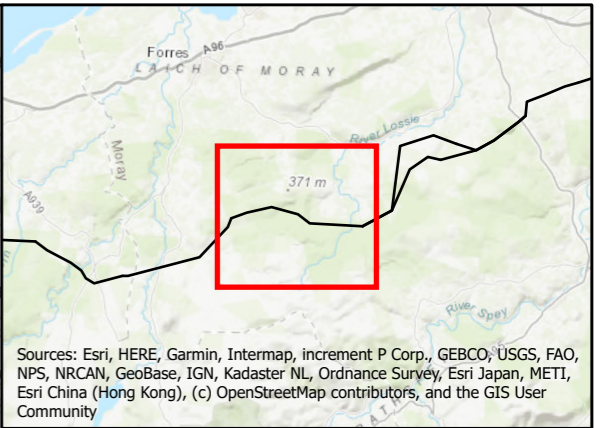 Forres A96
LAICH OF MORAY
River Lossie
Moray
371 m
A939
River Spey
Sources: Esri, HERE, Garmin, Intermap, increment P Corp., GEBCO, USGS, FAO,
NPS, NRCAN, GeoBase, IGN, Kadaster NL, Ordnance Survey, Esri Japan, METI,
Esri China (Hong Kong), (c) OpenStreetMap contributors, and the GIS User
Community